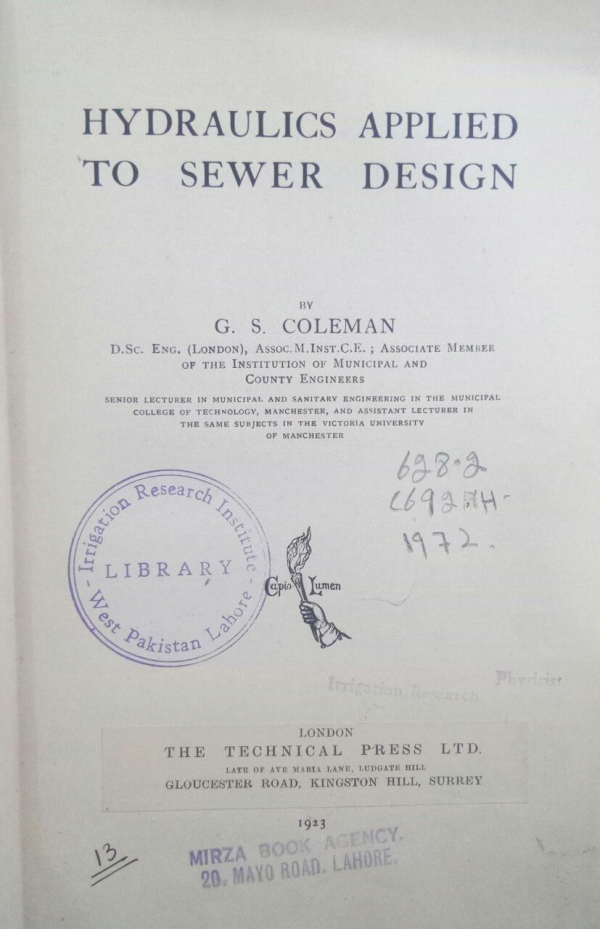 HYDRAULICS APPLIED
TO SEWER DESIGN
BY
G. S. COLEMAN
D.Sc. Eng. (London), Assoc.M.Inst.C.E.; Associate Member
of the Institution of Municipal and
County Engineers
SENIOR LECTURER IN MUNICIPAL AND SANITARY ENGINEERING IN THE MUNICIPAL
COLLEGE OF TECHNOLOGY, MANCHESTER, AND ASSISTANT LECTURER IN
THE SAME SUBJECTS IN THE VICTORIA UNIVERSITY
OF MANCHESTER
628.2
1972.
Irrigation Research Institute
LIBRARY
West Pakistan Lahore
Capio Lumen
Physicist
Irrigation Research
LONDON
THE TECHNICAL PRESS LTD.
LATE OF AVE MARIA LANE, LUDGATE HILL
GLOUCESTER ROAD, KINGSTON HILL, SURREY
1923
13
MIRZA BOOK AGENCY.
20, MAYO ROAD. LAHORE.